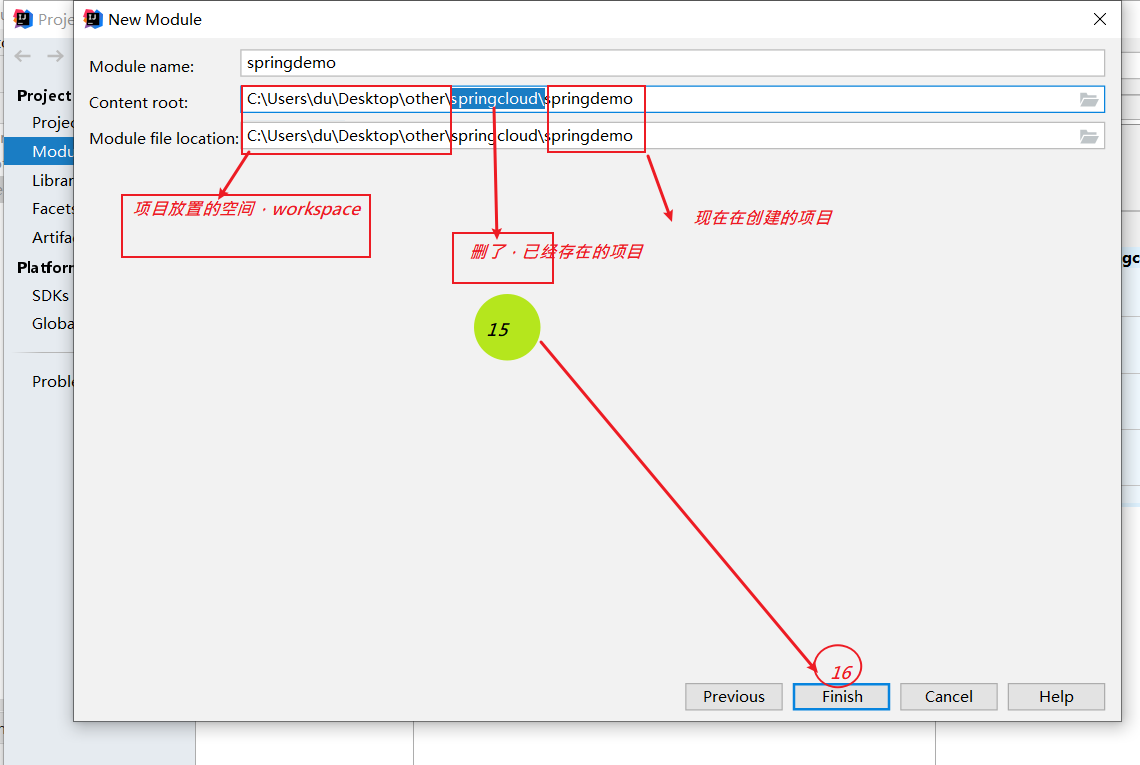 Proje
New Module
Module name:
springdemo
Project
Content root:
C:\Users\du\Desktop\other\springcloud\springdemo
Projec
Module file location:
C:\Users\du\Desktop\other\springcloud\springdemo
Modu
Librar
Facets
项目放置的空间·workspace
现在在创建的项目
Artifa
删了·已经存在的项目
gc
Platform
SDKs
Globa
15
Proble
16
Previous
Finish
Cancel
Help